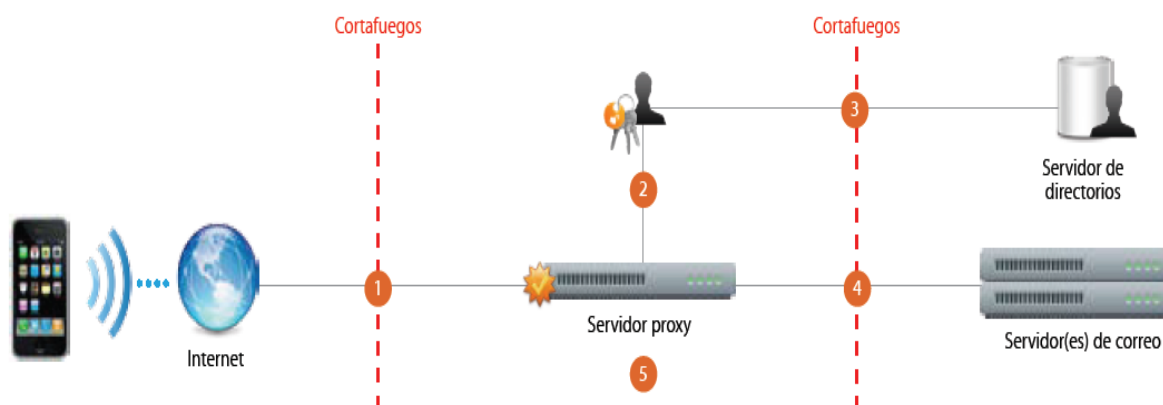 Cortafuegos
Cortafuegos
3
Servidor de
directorios
2
1
4
Internet
Servidor proxy
Servidor(es) de correo
5